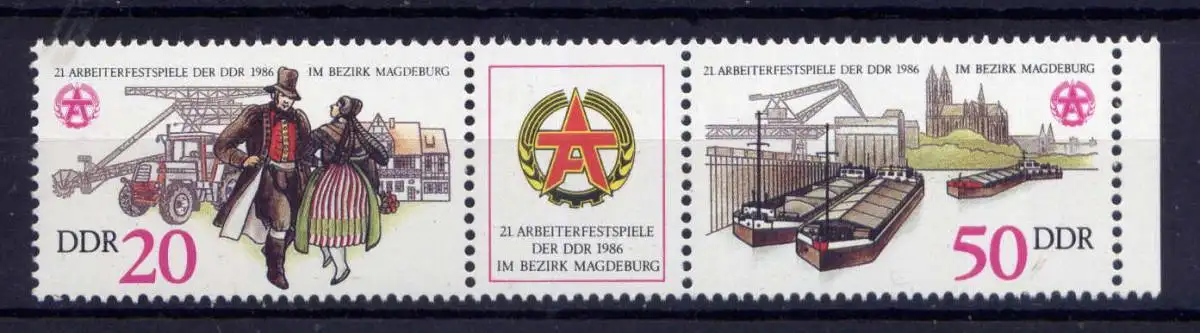 21. ARBEITERFESTSPIELE DER DDR 1986 IM BEZIRK MAGDEBURG
DDR 20
21. ARBEITERFESTSPIELE
DER DDR 1986
IM BEZIRK MAGDEBURG
21. ARBEITERFESTSPIELE DER DDR 1986 IM BEZIRK MAGDEBURG
50 DDR